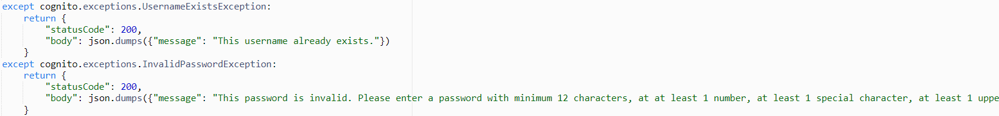 except cognito.exceptions.UsernameExistsException:
    return {
        "statusCode": 200,
        "body": json.dumps({"message": "This username already exists."})
    }
except cognito.exceptions.InvalidPasswordException:
    return {
        "statusCode": 200,
        "body": json.dumps({"message": "This password is invalid. Please enter a password with minimum 12 characters, at at least 1 number, at least 1 special character, at least 1 uppe
    }